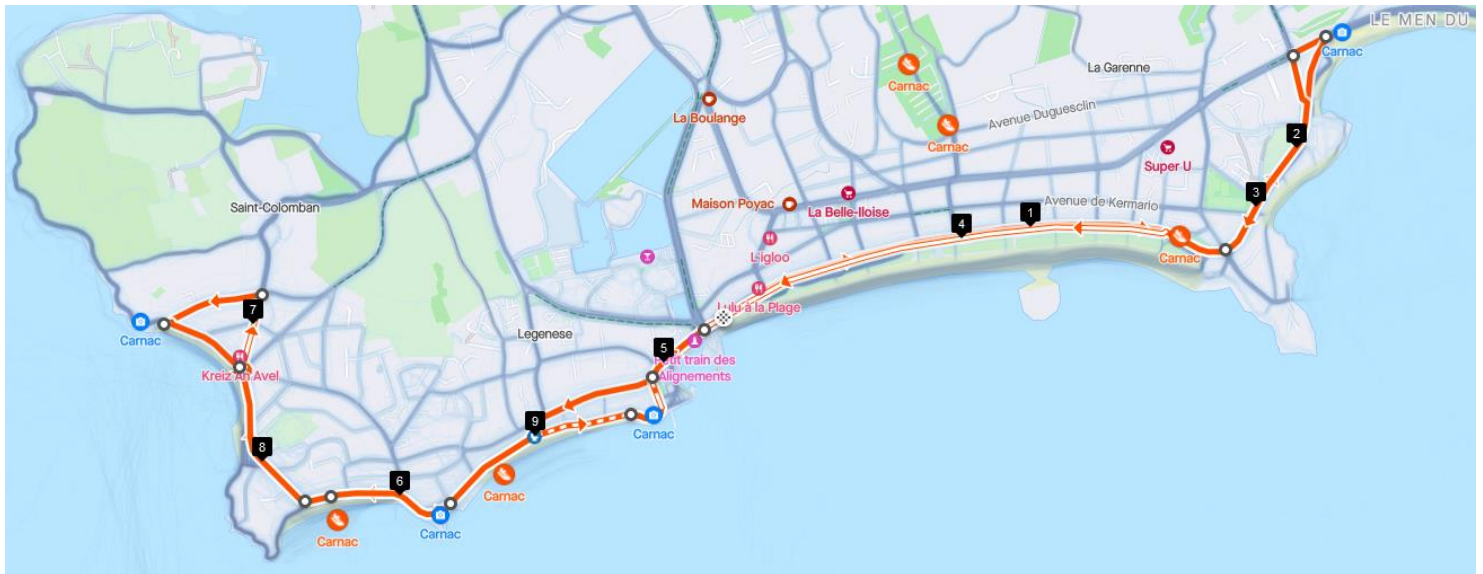 LE MEN DU
Carnac
La Garenne
Carnac
La Boulange
Avenue Duguesclin
Carnac
2
Super U
3
Maison Poyac
La Belle-Iloise
Avenue de Kermario
Saint-Colomban
1
4
L'igloo
Carnac
Lulu à la Plage
7
Legenese
Carnac
5
Petit train des
Alignements
Kreiz An Avel
9
Carnac
8
6
Carnac
Carnac
Carnac